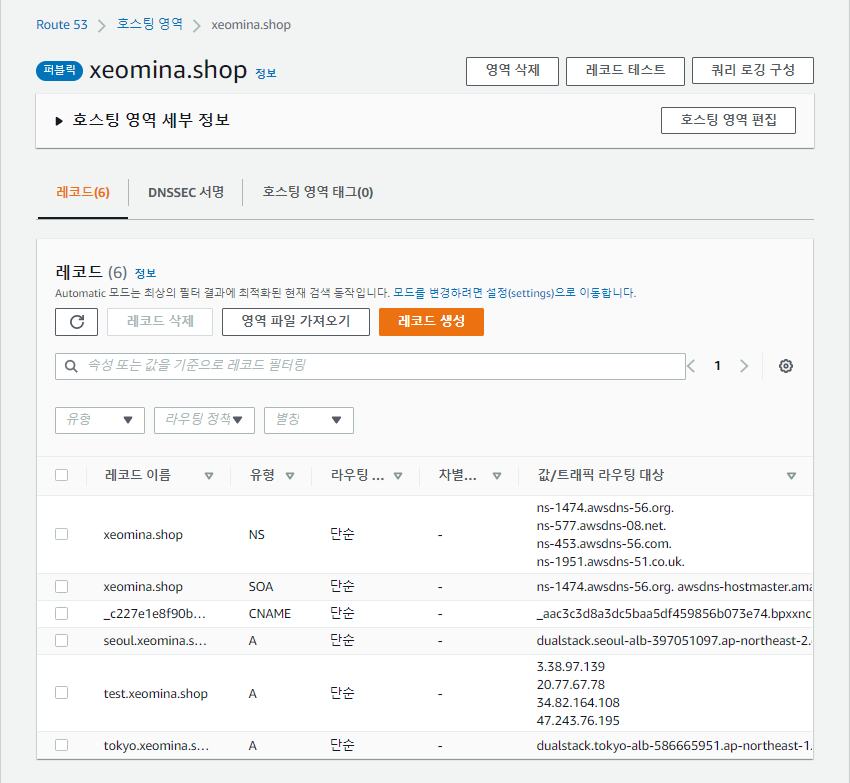 Route 53 > 호스팅 영역 > xeomina.shop
퍼블릭 xeomina.shop 정보
영역 삭제 레코드 테스트 쿼리 로깅 구성
▶ 호스팅 영역 세부 정보 호스팅 영역 편집
레코드(6) DNSSEC 서명 호스팅 영역 태그(0)
레코드 (6) 정보
Automatic 모드는 최상의 필터 결과에 최적화된 현재 검색 동작입니다. 모드를 변경하려면 설정(settings)으로 이동합니다.
레코드 삭제 영역 파일 가져오기 레코드 생성
속성 또는 값을 기준으로 레코드 필터링 1
유형 라우팅 정책 별칭
레코드 이름 유형 라우팅 ... 차별... 값/트래픽 라우팅 대상
ns-1474.awsdns-56.org.
ns-577.awsdns-08.net.
xeomina.shop NS 단순 -
ns-453.awsdns-56.com.
ns-1951.awsdns-51.co.uk.
xeomina.shop SOA 단순 - ns-1474.awsdns-56.org. awsdns-hostmaster.ama
_c227e1e8f90b... CNAME 단순 - _aac3c3d8a3dc5baa5df459856b073e74.bpxxnc
seoul.xeomina.s... A 단순 - dualstack.seoul-alb-397051097.ap-northeast-2.
3.38.97.139
20.77.67.78
test.xeomina.shop A 단순 -
34.82.164.108
47.243.76.195
tokyo.xeomina.s... A 단순 - dualstack.tokyo-alb-586665951.ap-northeast-1.